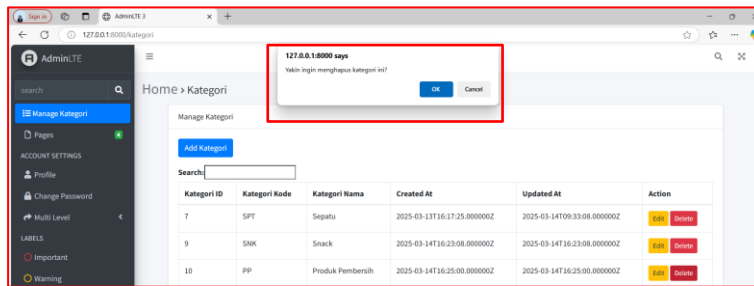 Sign in
AdminLTE 3
127.0.0.1:8000/kategori
AdminLTE
127.0.0.1:8000 says
Yakin ingin menghapus kategori ini?
OK Cancel
search
Home > Kategori
Manage Kategori
Manage Kategori
Pages 4
Add Kategori
ACCOUNT SETTINGS
Search:
Profile
Kategori ID Kategori Kode Kategori Nama Created At Updated At Action
Change Password
7 SPT Sepatu 2025-03-13T16:17:25.000000Z 2025-03-14T09:33:08.000000Z Edit Delete
Multi Level
LABELS
9 SNK Snack 2025-03-14T16:23:08.000000Z 2025-03-14T16:23:08.000000Z Edit Delete
Important
10 PP Produk Pembersih 2025-03-14T16:25:00.000000Z 2025-03-14T16:25:00.000000Z Edit Delete
Warning